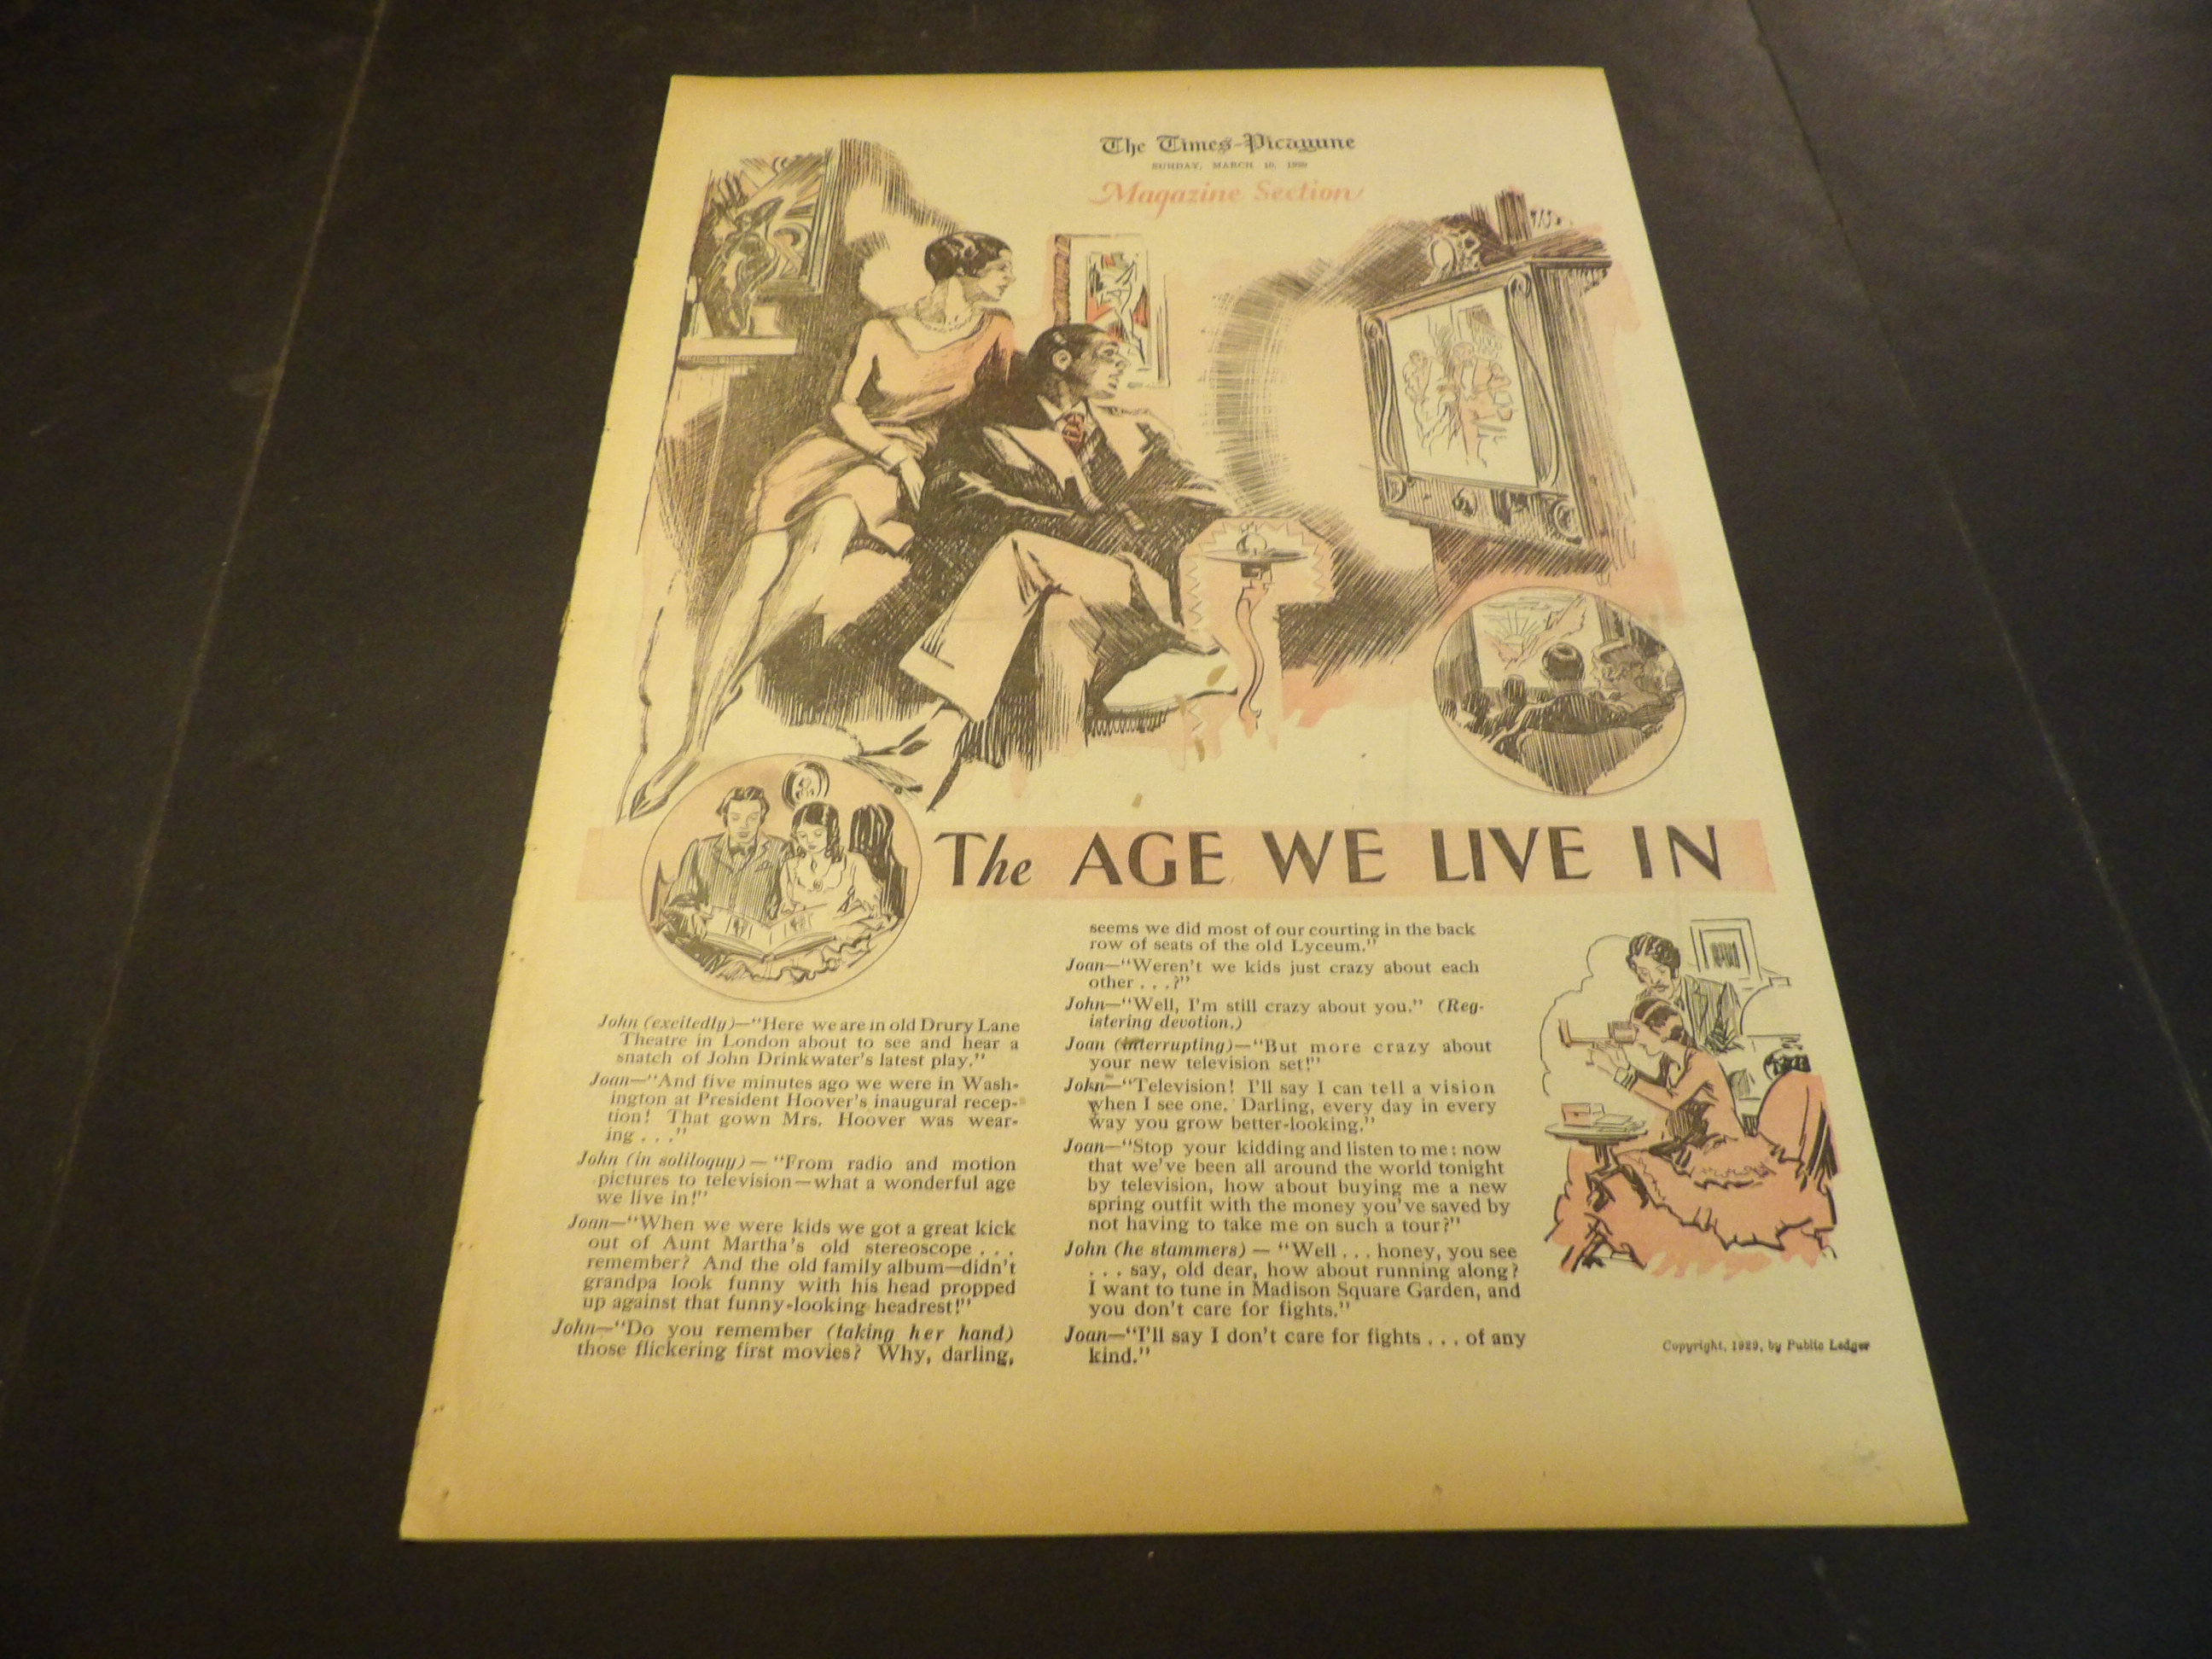 The Times-Picayune
SUNDAY, MARCH 10, 1929
Magazine Section
The AGE WE LIVE IN
John (excitedly)—"Here we are in old Drury Lane
Theatre in London about to see and hear a
snatch of John Drinkwater's latest play."
Joan—"And five minutes ago we were in Wash-
ington at President Hoover's inaugural recep-
tion! That gown Mrs. Hoover was wear-
ing . . ."
John (in soliloquy) — "From radio and motion
pictures to television—what a wonderful age
we live in!"
Joan—"When we were kids we got a great kick
out of Aunt Martha's old stereoscope . . .
remember? And the old family album—didn't
grandpa look funny with his head propped
up against that funny-looking headrest!"
John—"Do you remember (taking her hand)
those flickering first movies? Why, darling,
seems we did most of our courting in the back
row of seats of the old Lyceum."
Joan—"Weren't we kids just crazy about each
other . . .?"
John—"Well, I'm still crazy about you." (Reg-
istering devotion.)
Joan (interrupting)—"But more crazy about
your new television set!"
John—"Television! I'll say I can tell a vision
when I see one. Darling, every day in every
way you grow better-looking."
Joan—"Stop your kidding and listen to me: now
that we've been all around the world tonight
by television, how about buying me a new
spring outfit with the money you've saved by
not having to take me on such a tour?"
John (he stammers) — "Well . . . honey, you see
. . . say, old dear, how about running along?
I want to tune in Madison Square Garden, and
you don't care for fights."
Joan—"I'll say I don't care for fights . . . of any
kind."
Copyright, 1929, by Public Ledger